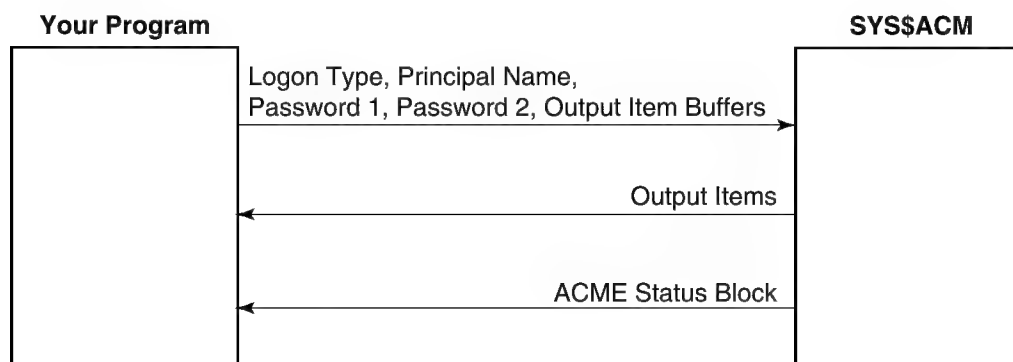 Your Program
SYS$ACM
Logon Type, Principal Name,
Password 1, Password 2, Output Item Buffers
Output Items
ACME Status Block